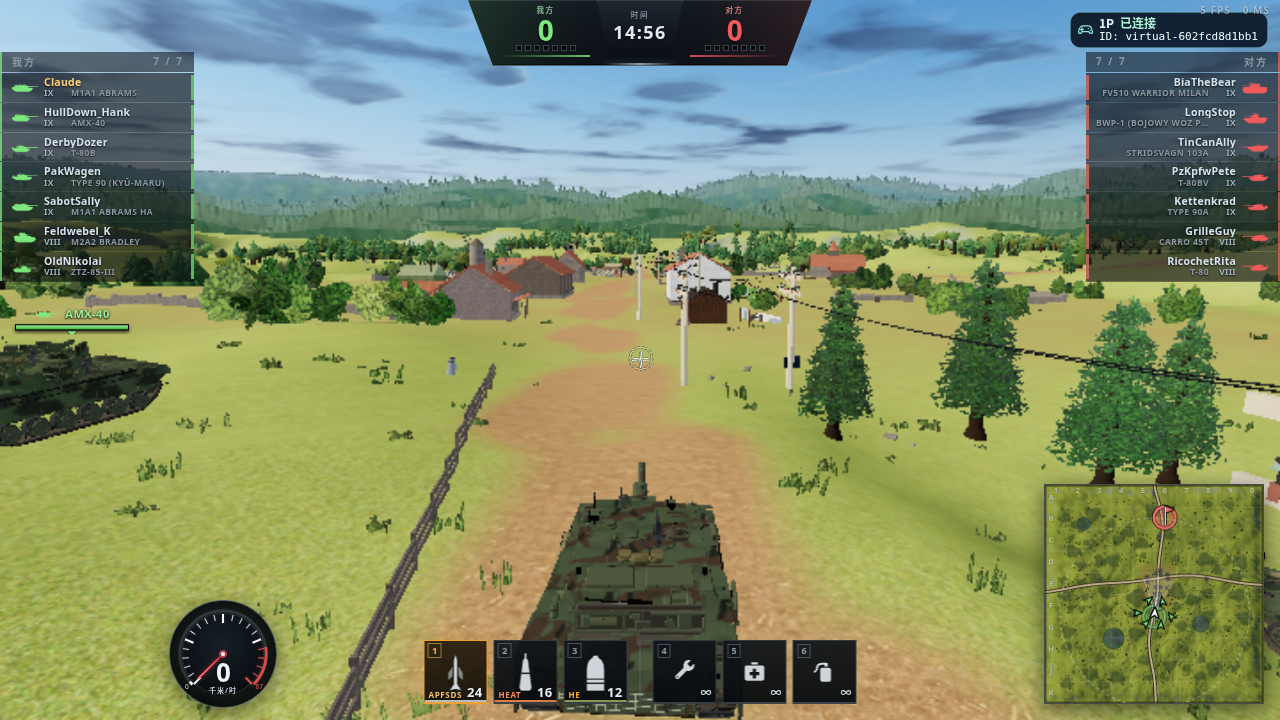 5 FPS 0 MS
我方
0
时间
14:56
对方
0
1P 已连接
ID: virtual-602fcd8d1bb1
我方 7 / 7
Claude
IX M1A1 ABRAMS
HullDown_Hank
IX AMX-40
DerbyDozer
IX T-80B
PakWagen
IX TYPE 90 (KYŪ-MARU)
SabotSally
IX M1A1 ABRAMS HA
Feldwebel_K
VIII M2A2 BRADLEY
OldNikolai
VIII ZTZ-85-III
7 / 7 对方
BiaTheBear
FV510 WARRIOR MILAN IX
LongStop
BWP-1 (BOJOWY WOZ P... IX
TinCanAlly
STRIDSVAGN 103A IX
PzKpfwPete
T-80BV IX
Kettenkrad
TYPE 90A IX
GrilleGuy
CARRO 45T VIII
RicochetRita
T-80 VIII
AMX-40
0
0 67
千米/时
1 APFSDS 24
2 HEAT 16
3 HE 12
4 ∞
5 ∞
6 ∞